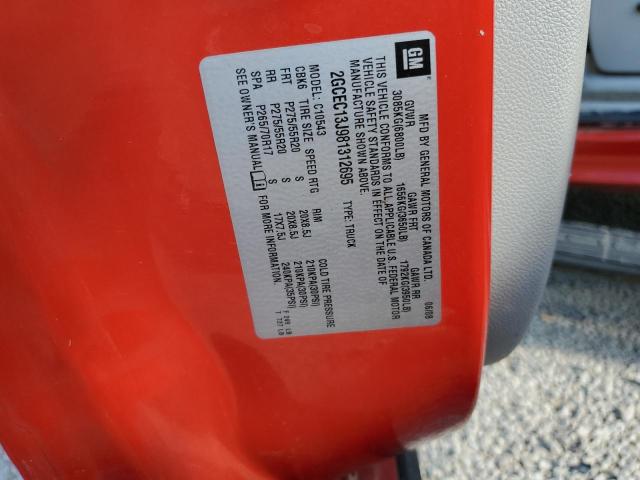 GM
MFD BY GENERAL MOTORS OF CANADA LTD. 06/08
GVWR GAWR FRT GAWR RR
3085KG(6800LB) 1656KG(3650LB) 1792KG(3950LB)
THIS VEHICLE CONFORMS TO ALL APPLICABLE U.S. FEDERAL MOTOR
VEHICLE SAFETY STANDARDS IN EFFECT ON THE DATE OF
MANUFACTURE SHOWN ABOVE.
2GCEC13J981312695 TYPE: TRUCK
MODEL: C10543
CBK6 TIRE SIZE SPEED RTG RIM COLD TIRE PRESSURE
FRT P275/55R20 S 20X8.5J 210KPA(30PSI)
RR P275/55R20 S 20X8.5J 210KPA(30PSI)
SPA P265/70R17 S 17X7.5J 240KPA(35PSI)
SEE OWNER'S MANUAL FOR MORE INFORMATION.